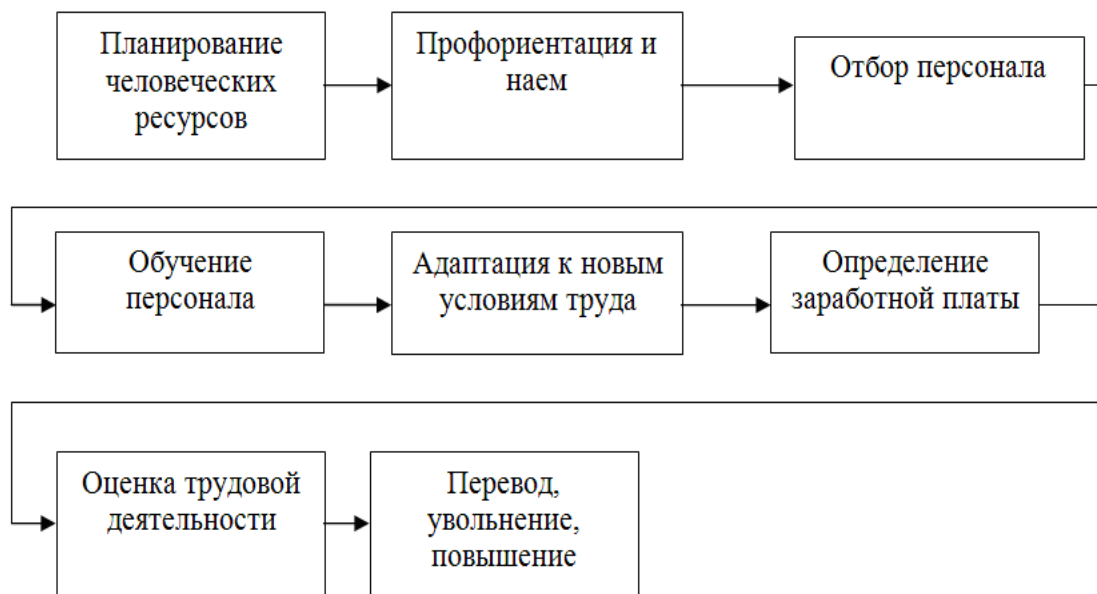 Планирование
человеческих
ресурсов
Профориентация и
наем
Отбор персонала
Обучение
персонала
Адаптация к новым
условиям труда
Определение
заработной платы
Оценка трудовой
деятельности
Перевод,
увольнение,
повышение